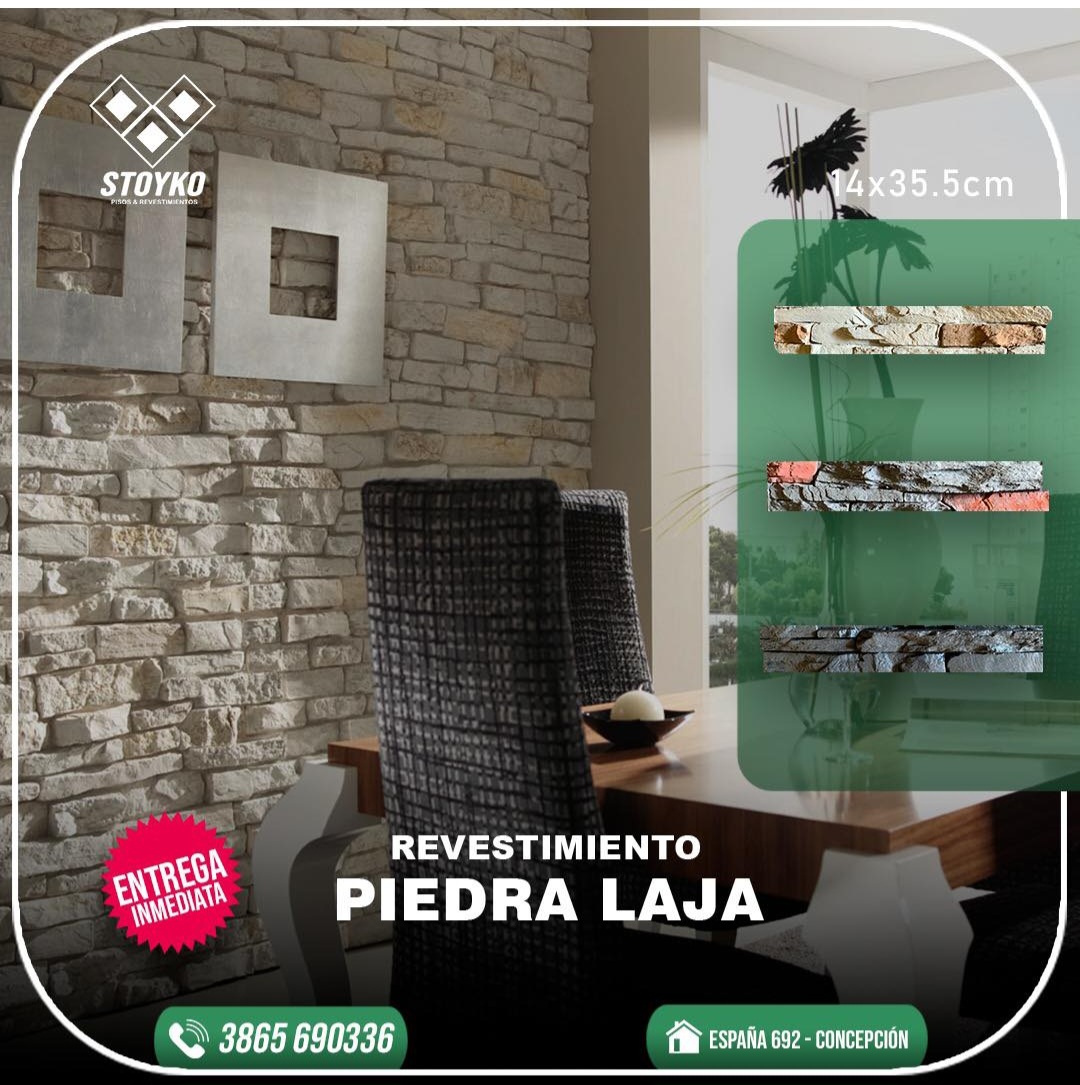 STOYKO
PISOS & REVESTIMIENTOS
14x35.5cm
REVESTIMIENTO
PIEDRA LAJA
ENTREGA
INMEDIATA
3865 690336
ESPAÑA 692 - CONCEPCIÓN